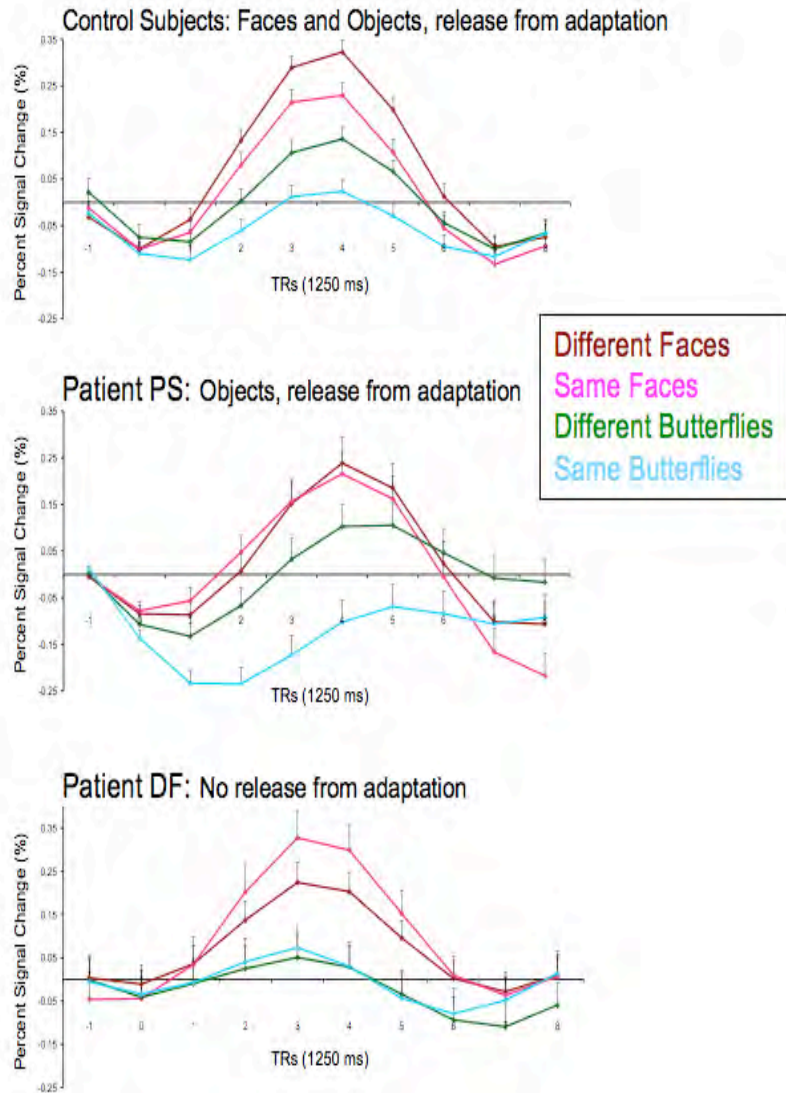 Control Subjects: Faces and Objects, release from adaptation
Percent Signal Change (%)
0.35
0.25
0.15
0.05
-0.05
-0.15
-0.25
-1 2 3 4 5 6 8
TRs (1250 ms)
Different Faces
Same Faces
Different Butterflies
Same Butterflies
Patient PS: Objects, release from adaptation
Percent Signal Change (%)
0.35
0.25
0.15
0.05
-0.05
-0.15
-0.25
-1 0 1 2 3 4 5 6 8
TRs (1250 ms)
Patient DF: No release from adaptation
Percent Signal Change (%)
0.35
0.25
0.15
0.05
-0.05
-0.15
-0.25
-1 0 1 2 3 4 5 6 8
TRs (1250 ms)